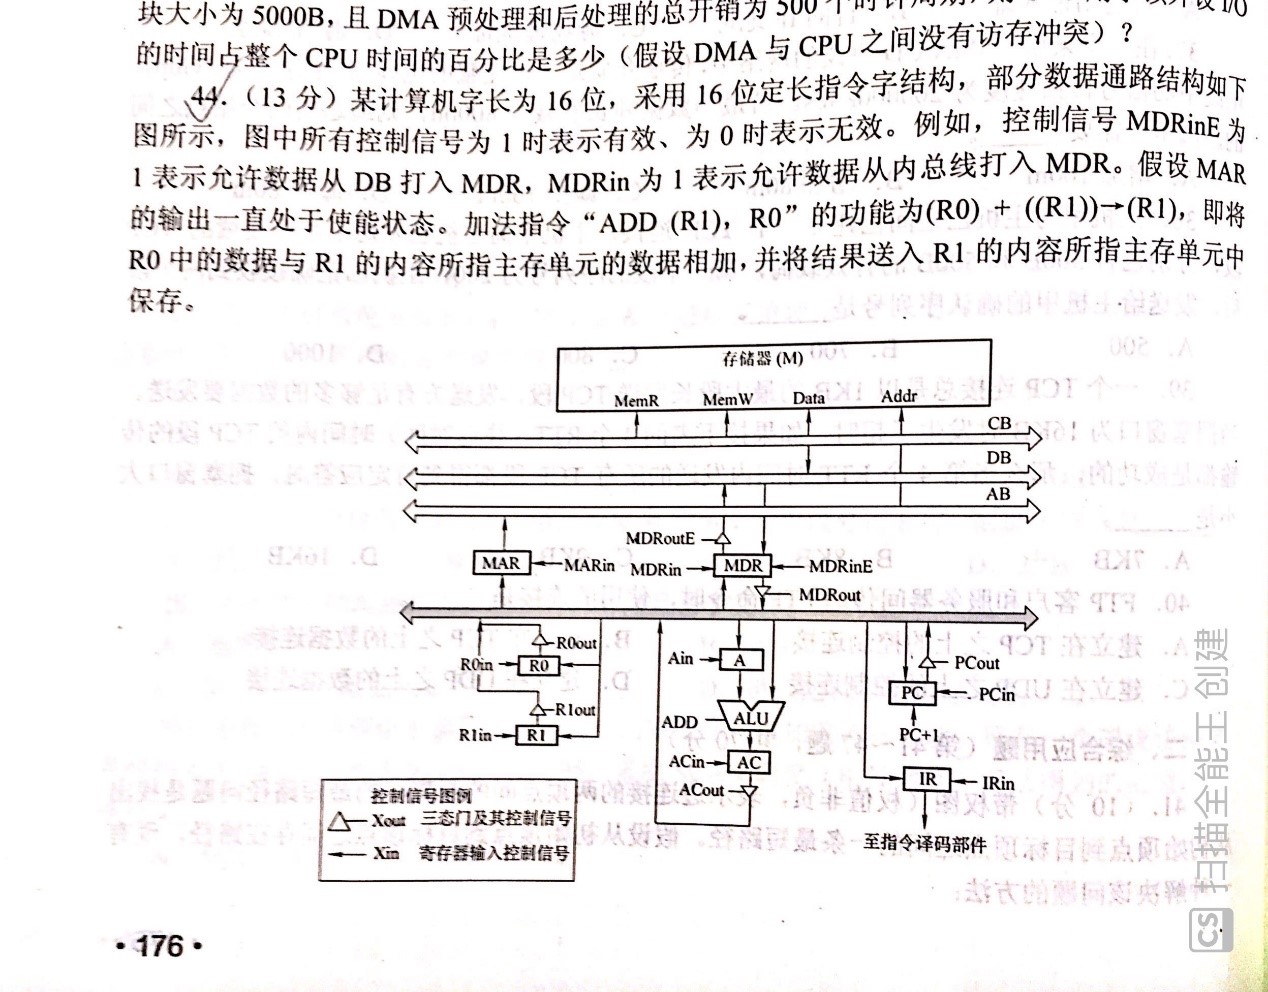 块大小为 5000B，且 DMA 预处理和后处理的总开销为 500 个时钟周期，
的时间占整个 CPU 时间的百分比是多少（假设 DMA 与 CPU 之间没有访存冲突）？
44.（13 分）某计算机字长为 16 位，采用 16 位定长指令字结构，部分数据通路结构如下
图所示，图中所有控制信号为 1 时表示有效、为 0 时表示无效。例如，控制信号 MDRinE 为
1 表示允许数据从 DB 打入 MDR，MDRin 为 1 表示允许数据从内总线打入 MDR。假设 MAR
的输出一直处于使能状态。加法指令“ADD (R1)，R0”的功能为(R0) + ((R1))→(R1)，即将
R0 中的数据与 R1 的内容所指主存单元的数据相加，并将结果送入 R1 的内容所指主存单元中
保存。
存储器 (M)
MemR MemW Data Addr
CB
DB
AB
MDRoutE
MAR MARin MDRin MDR MDRinE
MDRout
R0out
R0in R0
R1out
R1in R1
Ain A
ADD ALU
ACin AC
ACout
PCout
PC PCin
PC+1
IR IRin
至指令译码部件
控制信号图例
Xout 三态门及其控制信号
Xin 寄存器输入控制信号
·176·
CS 扫描全能王 创建